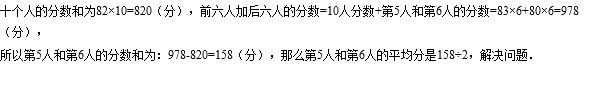 十个人的分数和为82×10=820（分），前六人加后六人的分数=10人分数+第5人和第6人的分数=83×6+80×6=978
（分），
所以第5人和第6人的分数和为：978-820=158（分），那么第5人和第6人的平均分是158÷2，解决问题．